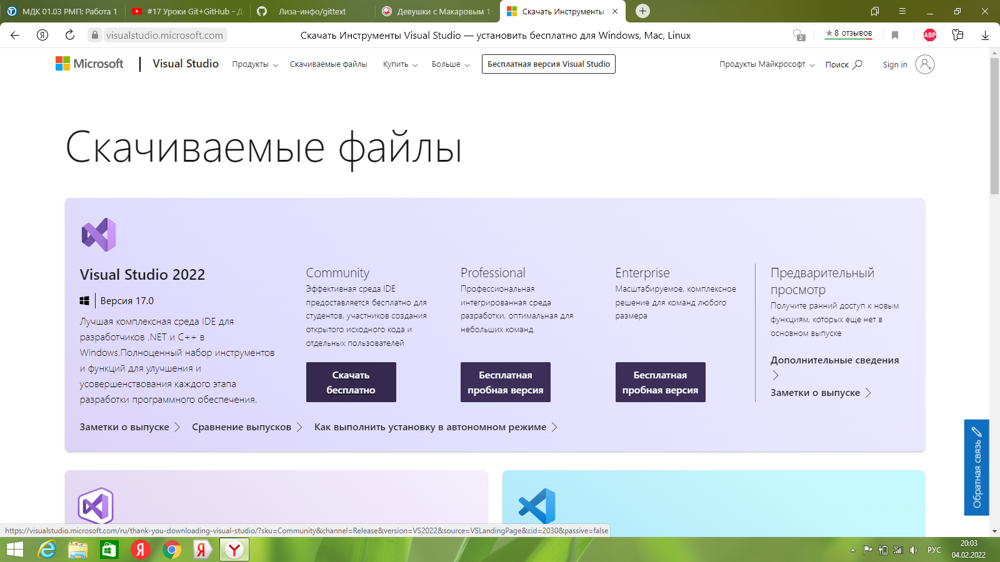 МДК 01.03 РМП: Работа 1
#17 Уроки Git+GitHub - Д
Лиза-инфо/gittext
Девушки с Макаровым 1-
Скачать Инструменты V
visualstudio.microsoft.com
Скачать Инструменты Visual Studio — установить бесплатно для Windows, Mac, Linux
2
★ 8 отзывов
ABP
Microsoft
Visual Studio
Продукты
Скачиваемые файлы
Купить
Больше
Бесплатная версия Visual Studio
Продукты Майкрософт
Поиск
Sign in
Скачиваемые файлы
Visual Studio 2022
Версия 17.0
Лучшая комплексная среда IDE для
разработчиков .NET и C++ в
Windows.Полноценный набор инструментов
и функций для улучшения и
усовершенствования каждого этапа
разработки программного обеспечения.
Community
Эффективная среда IDE
предоставляется бесплатно для
студентов, участников создания
открытого исходного кода и
отдельных пользователей
Скачать
бесплатно
Professional
Профессиональная
интегрированная среда
разработки, оптимальная для
небольших команд
Бесплатная
пробная версия
Enterprise
Масштабируемое, комплексное
решение для команд любого
размера
Бесплатная
пробная версия
Предварительный
просмотр
Получите ранний доступ к новым
функциям, которых еще нет в
основном выпуске
Дополнительные сведения
Заметки о выпуске
Заметки о выпуске
Сравнение выпусков
Как выполнить установку в автономном режиме
Обратная связь
https://visualstudio.microsoft.com/ru/thank-you-downloading-visual-studio/?sku=Community&channel=Release&version=VS2022&source=VSLandingPage&cid=2030&passive=false
РУС
20:03
04.02.2022